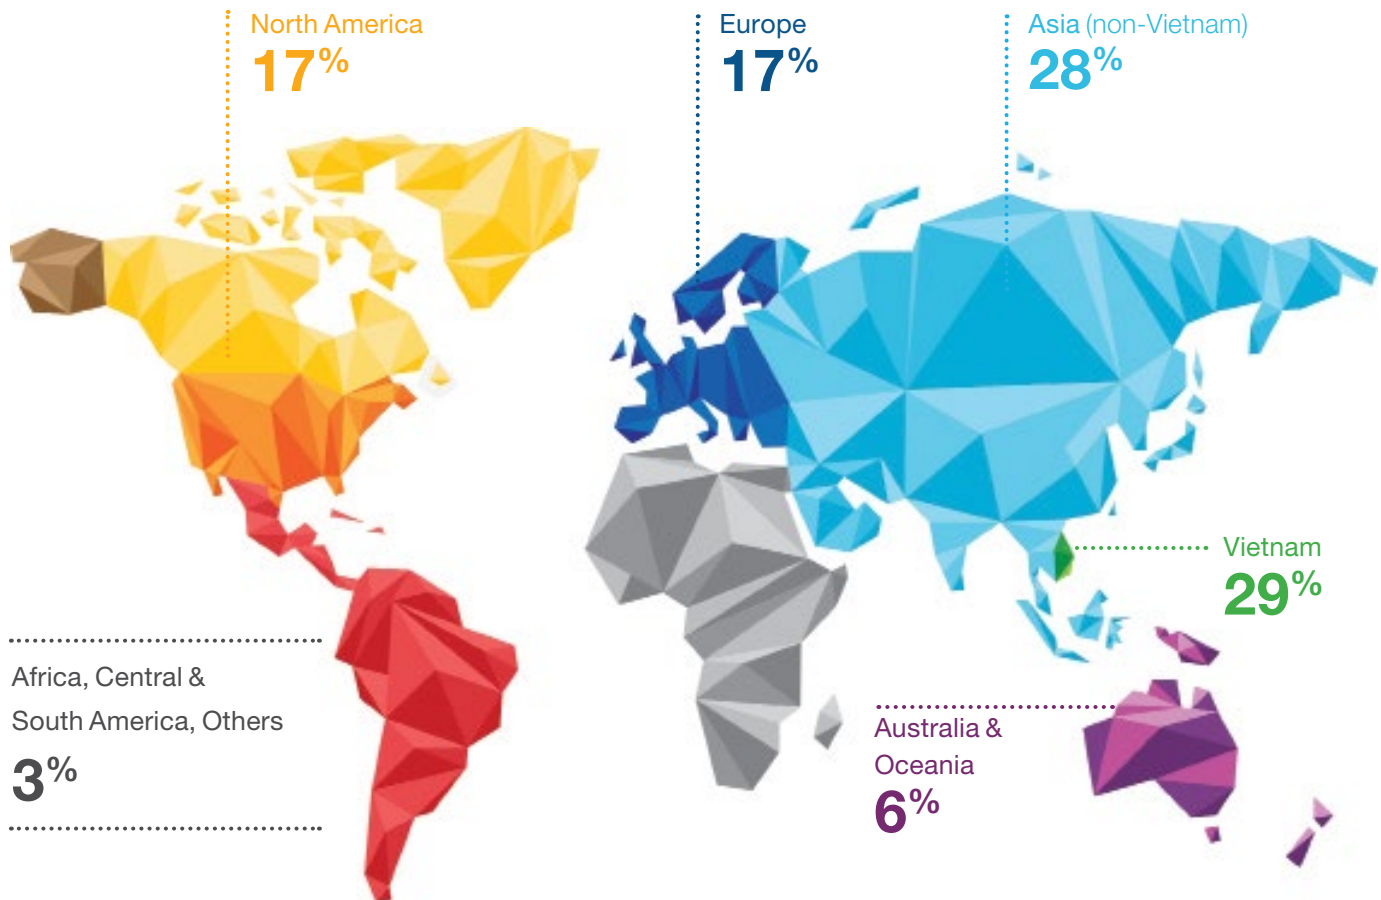 North America
17%
Europe
17%
Asia (non-Vietnam)
28%
Vietnam
29%
Africa, Central &
South America, Others
3%
Australia &
Oceania
6%